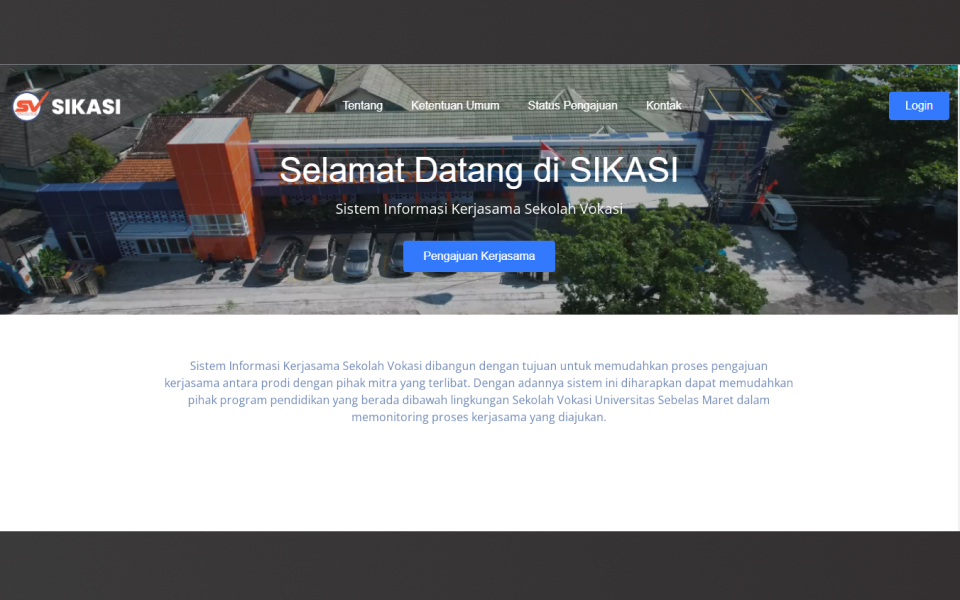 SV SIKASI
Tentang Ketentuan Umum Status Pengajuan Kontak
Login
Selamat Datang di SIKASI
Sistem Informasi Kerjasama Sekolah Vokasi
Pengajuan Kerjasama
Sistem Informasi Kerjasama Sekolah Vokasi dibangun dengan tujuan untuk memudahkan proses pengajuan
kerjasama antara prodi dengan pihak mitra yang terlibat. Dengan adannya sistem ini diharapkan dapat memudahkan
pihak program pendidikan yang berada dibawah lingkungan Sekolah Vokasi Universitas Sebelas Maret dalam
memonitoring proses kerjasama yang diajukan.